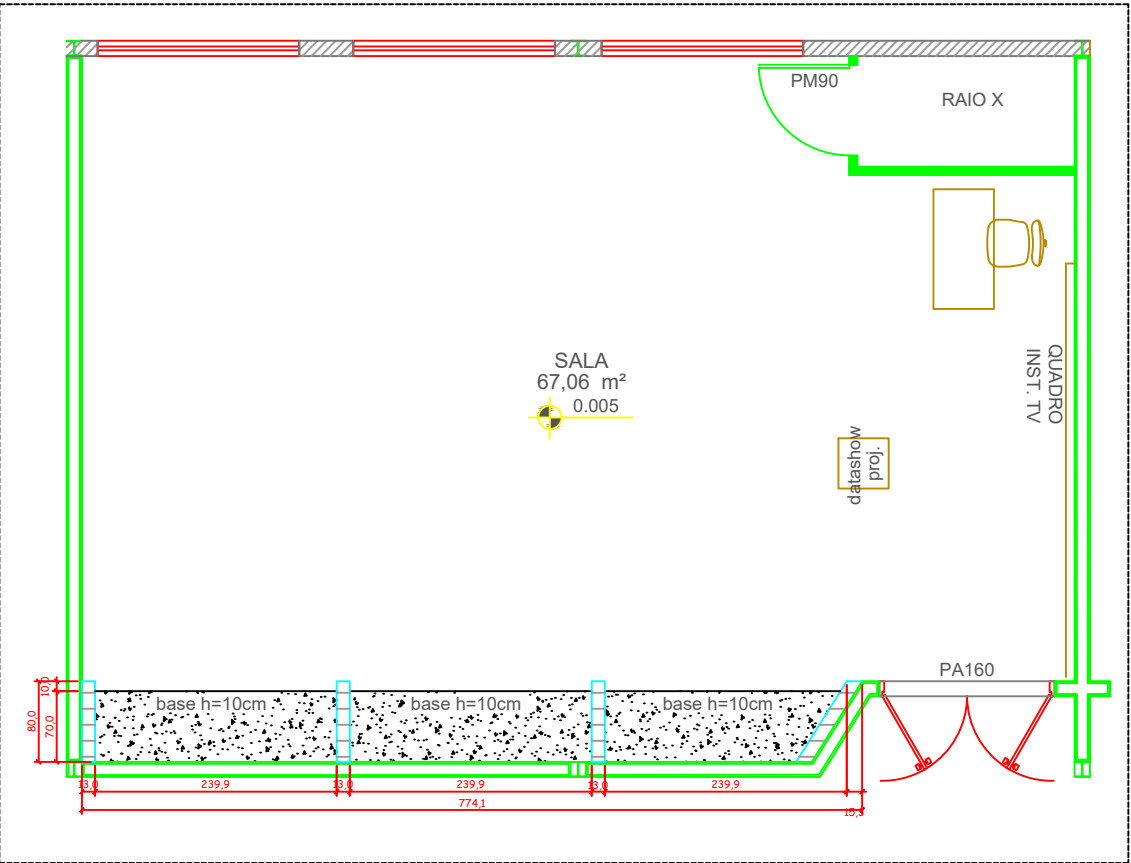 PM90
RAIO X
QUADRO
INST. TV
SALA
67,06 m²
0.005
datashow
proj.
PA160
base h=10cm
base h=10cm
base h=10cm
10,0
80,0
70,0
13,0
239,9
13,0
239,9
13,0
239,9
774,1